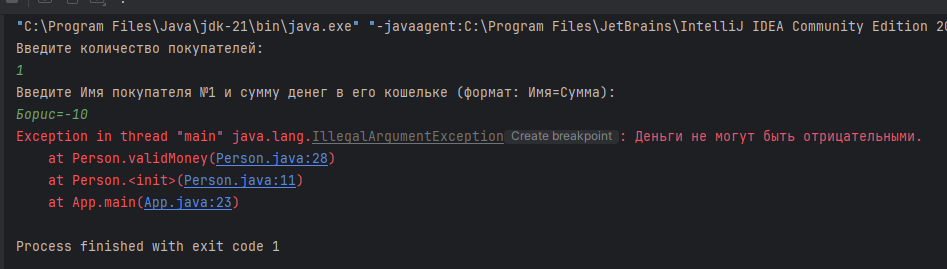 "C:\Program Files\Java\jdk-21\bin\java.exe" "-javaagent:C:\Program Files\JetBrains\IntelliJ IDEA Community Edition 20
Введите количество покупателей:
1
Введите Имя покупателя №1 и сумму денег в его кошельке (формат: Имя=Сумма):
Борис=-10
Exception in thread "main" java.lang.IllegalArgumentException Create breakpoint : Деньги не могут быть отрицательными.
    at Person.validMoney(Person.java:28)
    at Person.<init>(Person.java:11)
    at App.main(App.java:23)
Process finished with exit code 1